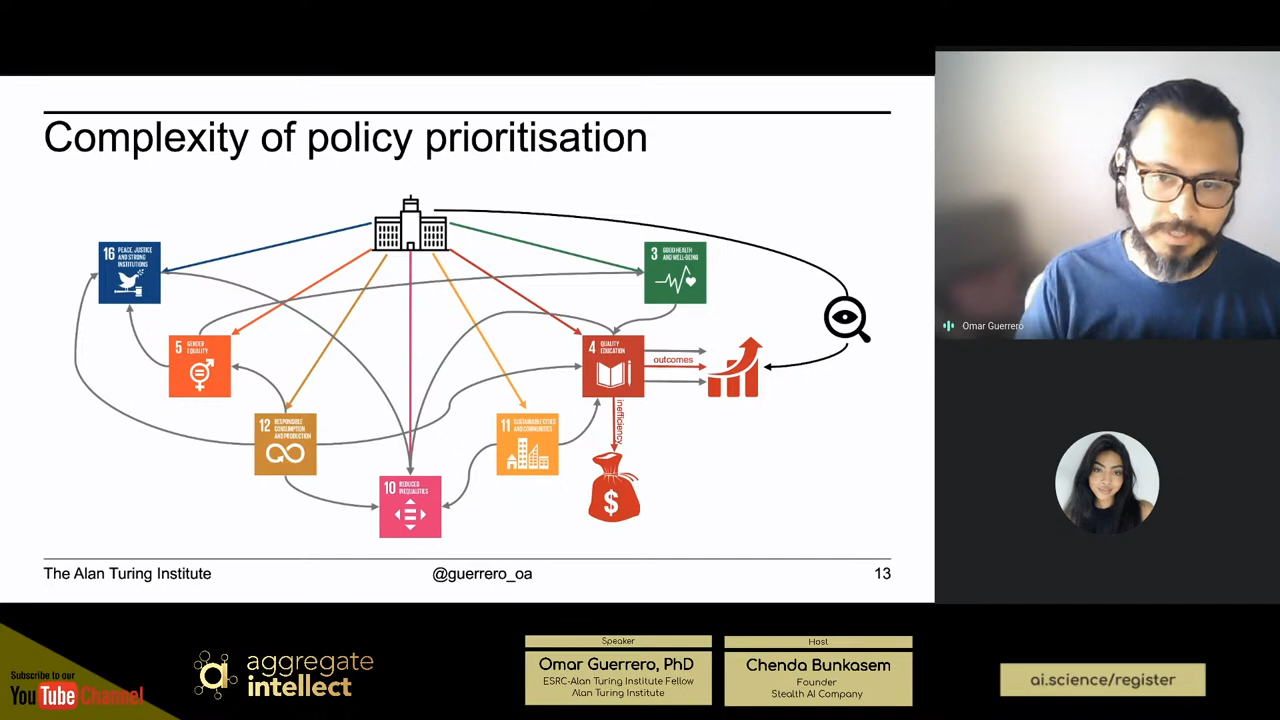 Complexity of policy prioritisation
16 PEACE, JUSTICE
AND STRONG
INSTITUTIONS
3 GOOD HEALTH
AND WELL-BEING
5 GENDER
EQUALITY
4 QUALITY
EDUCATION
outcomes
12 RESPONSIBLE
CONSUMPTION
AND PRODUCTION
11 SUSTAINABLE CITIES
AND COMMUNITIES
inefficiency
10 REDUCED
INEQUALITIES
$
The Alan Turing Institute
@guerrero_oa
13
Omar Guerrero
Subscribe to our
YouTube Channel
aggregate
intellect
Speaker
Omar Guerrero, PhD
ESRC-Alan Turing Institute Fellow
Alan Turing Institute
Host
Chenda Bunkasem
Founder
Stealth AI Company
ai.science/register